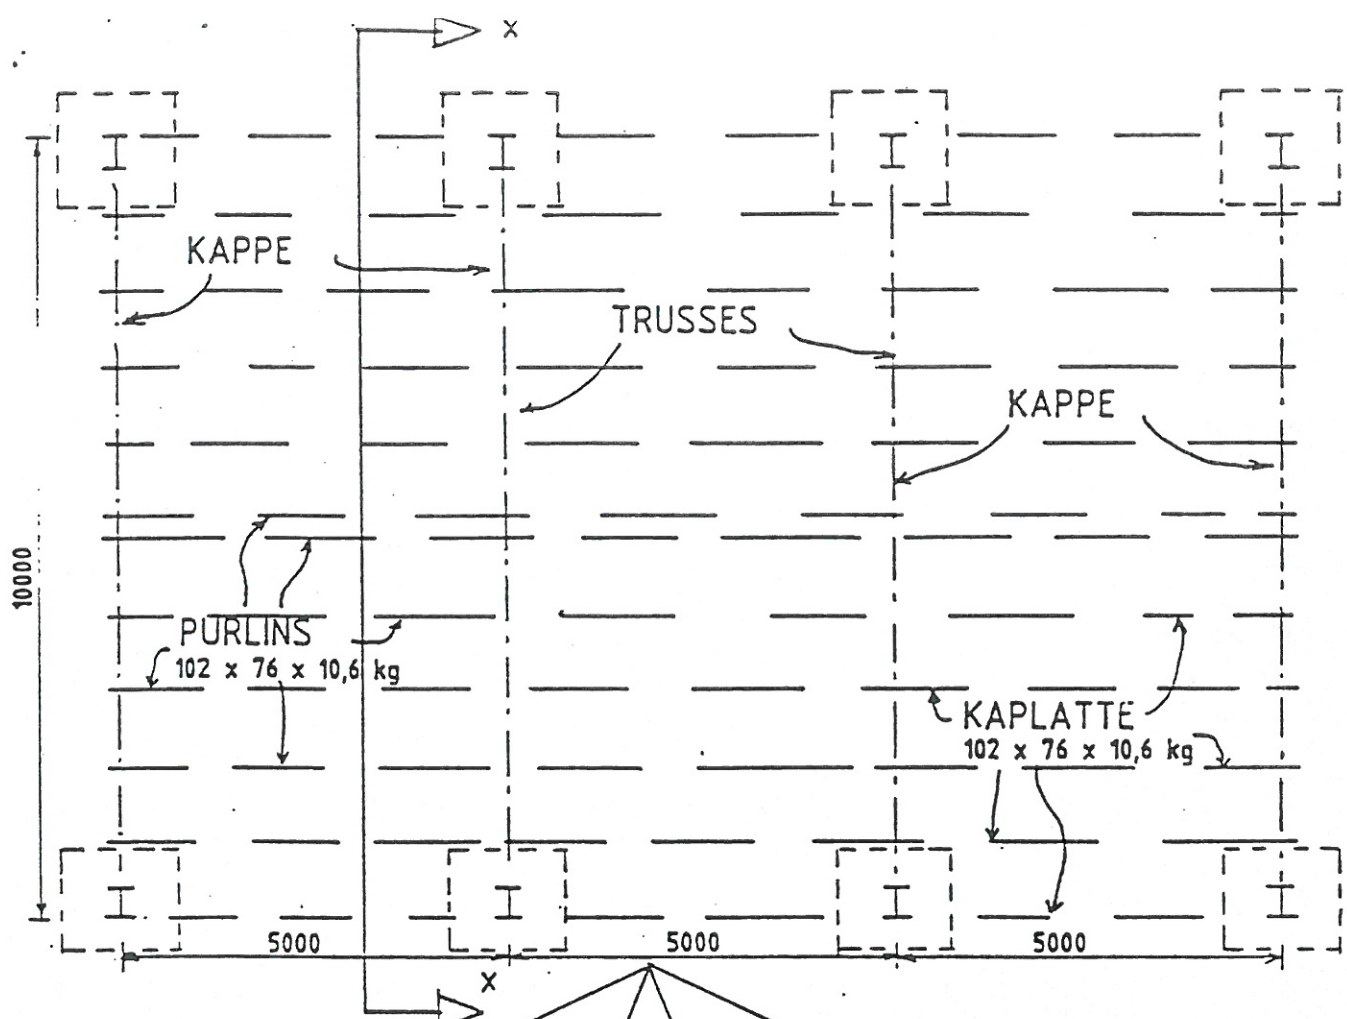 X
KAPPE
TRUSSES
KAPPE
10000
PURLINS
102 x 76 x 10,6 kg
KAPLATTE
102 x 76 x 10,6 kg
5000
5000
5000
X